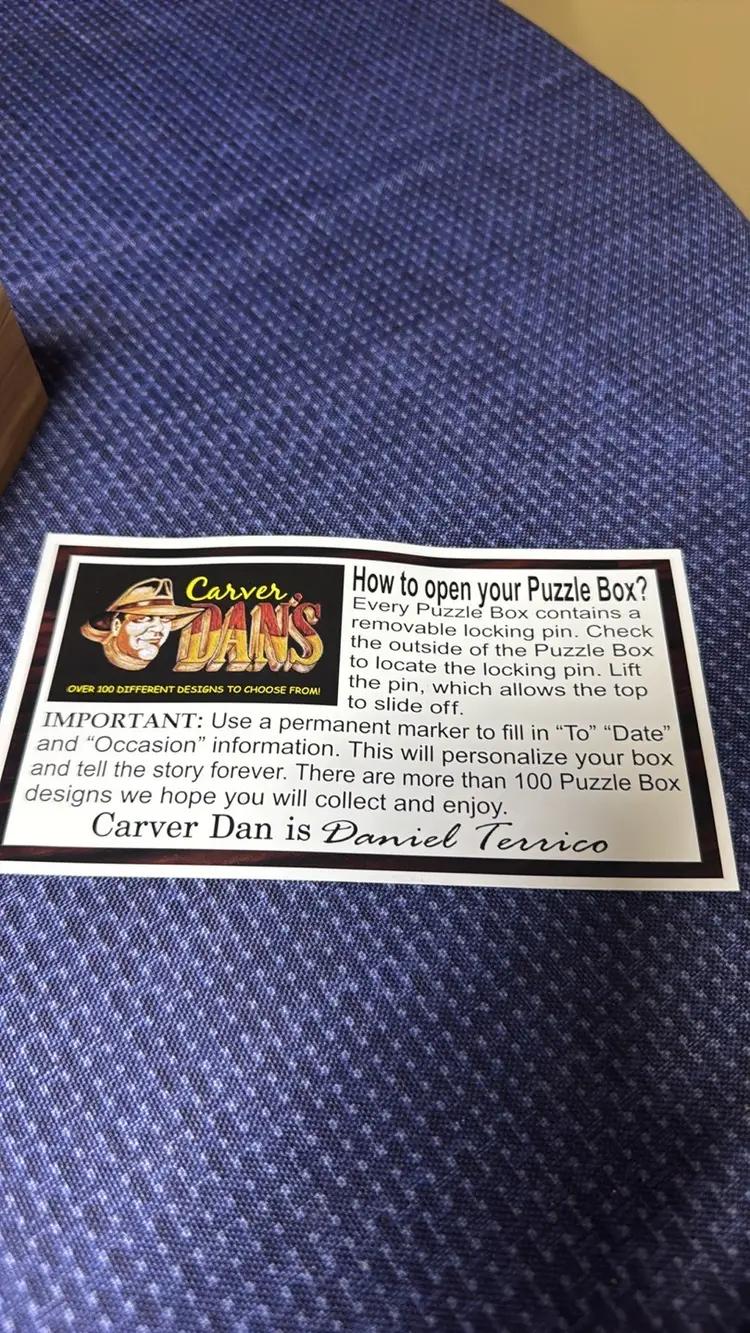 Carver
DAN'S
OVER 100 DIFFERENT DESIGNS TO CHOOSE FROM!
How to open your Puzzle Box?
Every Puzzle Box contains a
removable locking pin. Check
the outside of the Puzzle Box
to locate the locking pin. Lift
the pin, which allows the top
to slide off.
IMPORTANT: Use a permanent marker to fill in “To” “Date”
and “Occasion” information. This will personalize your box
and tell the story forever. There are more than 100 Puzzle Box
designs we hope you will collect and enjoy.
Carver Dan is Daniel Terrico